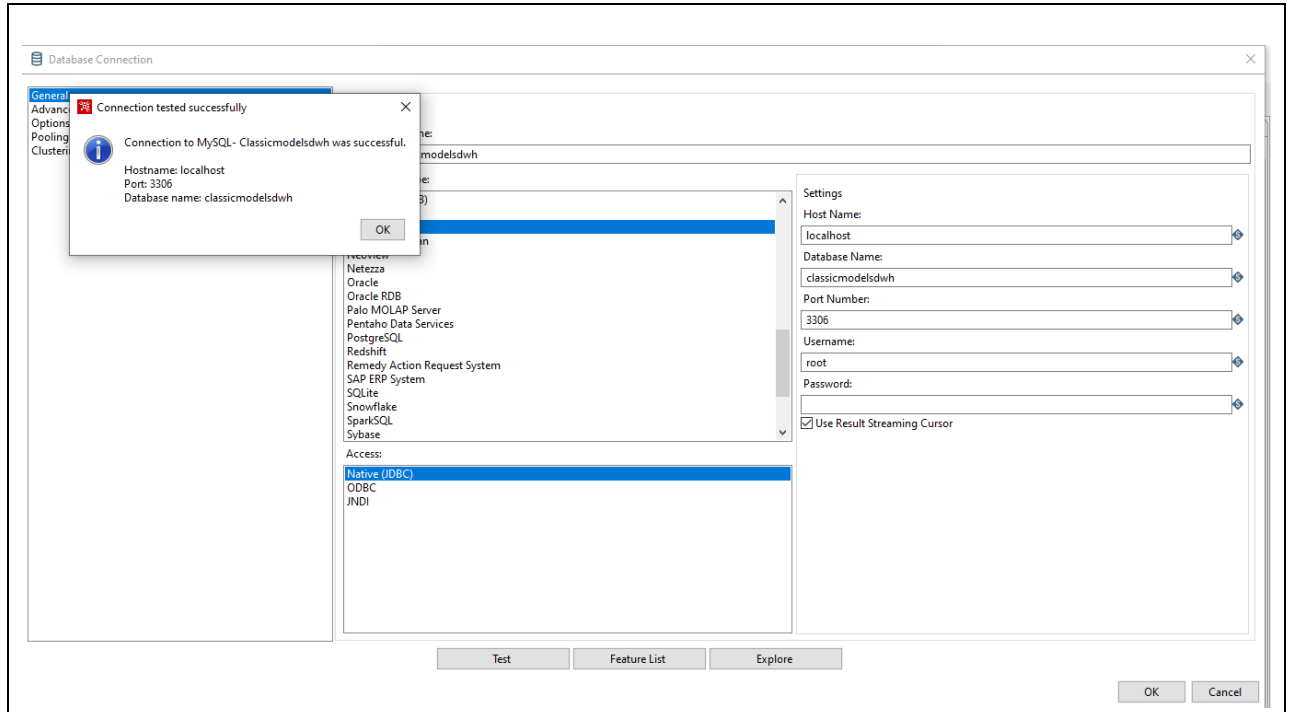 Database Connection
General
Advanc
Options
Pooling
Clusteri
Connection tested successfully
Connection to MySQL- Classicmodelsdwh was successful.
Hostname: localhost
Port: 3306
Database name: classicmodelsdwh
OK
ne:
modelsdwh
e:
B)
an
Neoview
Netezza
Oracle
Oracle RDB
Palo MOLAP Server
Pentaho Data Services
PostgreSQL
Redshift
Remedy Action Request System
SAP ERP System
SQLite
Snowflake
SparkSQL
Sybase
Access:
Native (JDBC)
ODBC
JNDI
Settings
Host Name:
localhost
Database Name:
classicmodelsdwh
Port Number:
3306
Username:
root
Password:
Use Result Streaming Cursor
Test Feature List Explore
OK Cancel